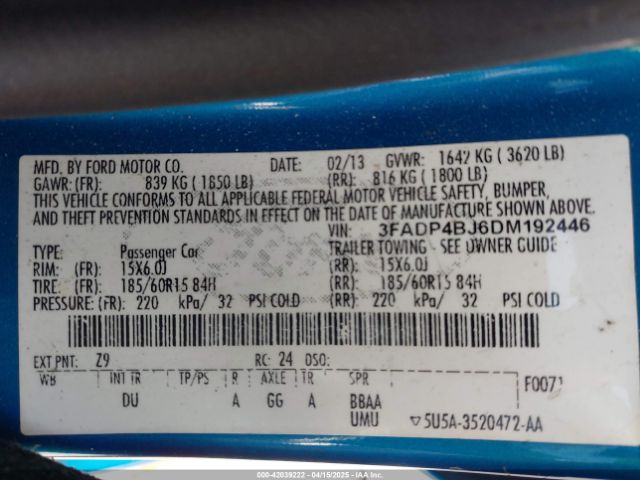 MFD. BY FORD MOTOR CO. DATE: 02/13 GVWR: 1642 KG ( 3620 LB)
GAWR: (FR): 839 KG ( 1850 LB) (RR): 816 KG ( 1800 LB)
THIS VEHICLE CONFORMS TO ALL APPLICABLE FEDERAL MOTOR VEHICLE SAFETY, BUMPER,
AND THEFT PREVENTION STANDARDS IN EFFECT ON THE DATE OF MANUFACTURE SHOWN ABOVE.
VIN: 3FADP4BJ6DM192446
TYPE: Passenger Car TRAILER TOWING - SEE OWNER GUIDE
RIM: (FR): 15X6.0J (RR): 15X6.0J
TIRE: (FR): 185/60R15 84H (RR): 185/60R15 84H
PRESSURE: (FR): 220 kPa/ 32 PSI COLD (RR) 220 kPa/ 32 PSI COLD
EXT PNT: Z9 RC: 24 DSO:
WB INT TR TP/PS R AXLE TR SPR F0071
DU A GG A BBAA
UMU ▽5U5A-3520472-AA
000-42039222 - 04/15/2025 - IAAI.COM